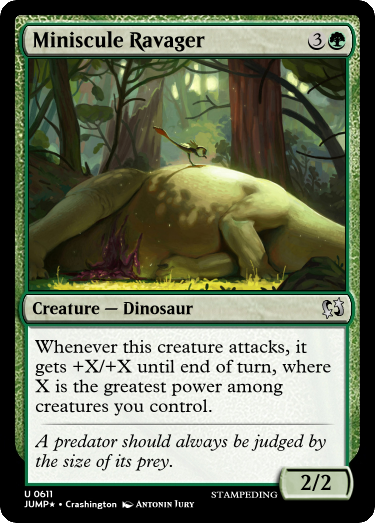 Miniscule Ravager 3
Creature — Dinosaur
Whenever this creature attacks, it
gets +X/+X until end of turn, where
X is the greatest power among
creatures you control.
A predator should always be judged by
the size of its prey.
2/2
U 0611 STAMPEDING
JUMP★ • Crashington Antonin Jury